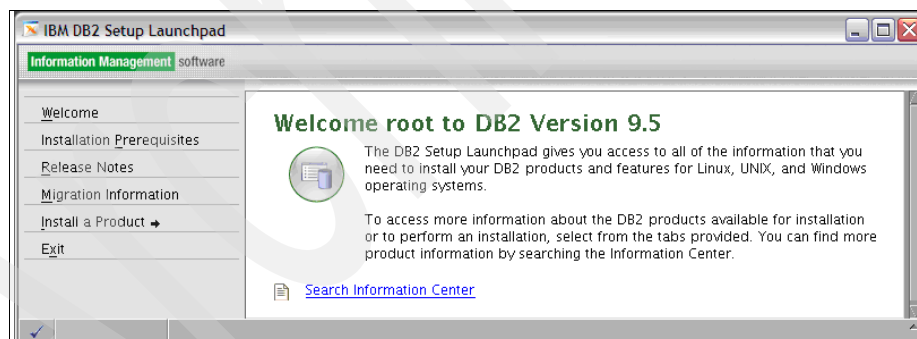 IBM DB2 Setup Launchpad
Information Management software
Welcome
Installation Prerequisites
Release Notes
Migration Information
Install a Product
Exit
Welcome root to DB2 Version 9.5
The DB2 Setup Launchpad gives you access to all of the information that you
need to install your DB2 products and features for Linux, UNIX, and Windows
operating systems.
To access more information about the DB2 products available for installation
or to perform an installation, select from the tabs provided. You can find more
product information by searching the Information Center.
Search Information Center